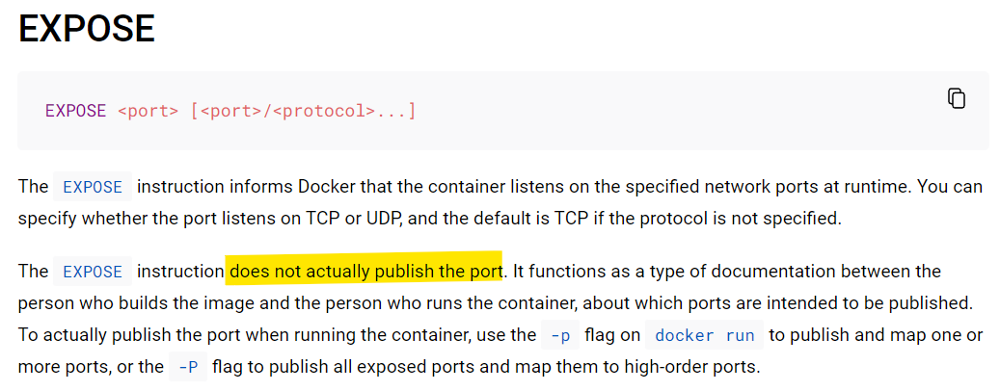 EXPOSE
EXPOSE <port> [<port>/<protocol>...]
The EXPOSE instruction informs Docker that the container listens on the specified network ports at runtime. You can
specify whether the port listens on TCP or UDP, and the default is TCP if the protocol is not specified.
The EXPOSE instruction does not actually publish the port. It functions as a type of documentation between the
person who builds the image and the person who runs the container, about which ports are intended to be published.
To actually publish the port when running the container, use the -p flag on docker run to publish and map one or
more ports, or the -P flag to publish all exposed ports and map them to high-order ports.